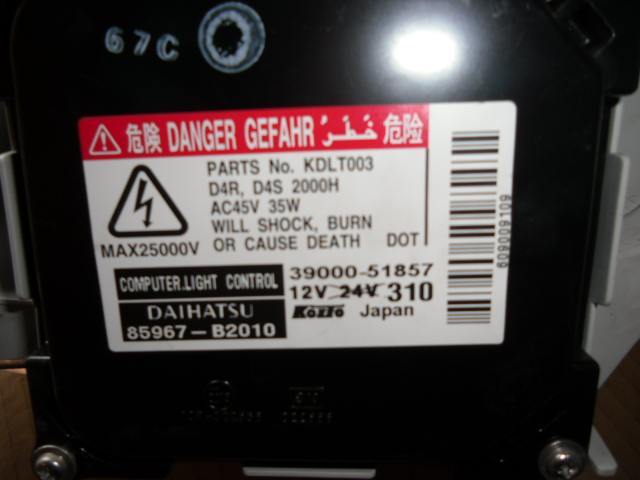 67C
危険 DANGER GEFAHR خَطَر 危险
PARTS No. KDLT003
D4R, D4S 2000H
AC45V 35W
WILL SHOCK, BURN
OR CAUSE DEATH DOT
MAX25000V
COMPUTER.LIGHT CONTROL
39000-51857
12V 24V 310
DAIHATSU
85967-B2010
KOITO Japan
609009109